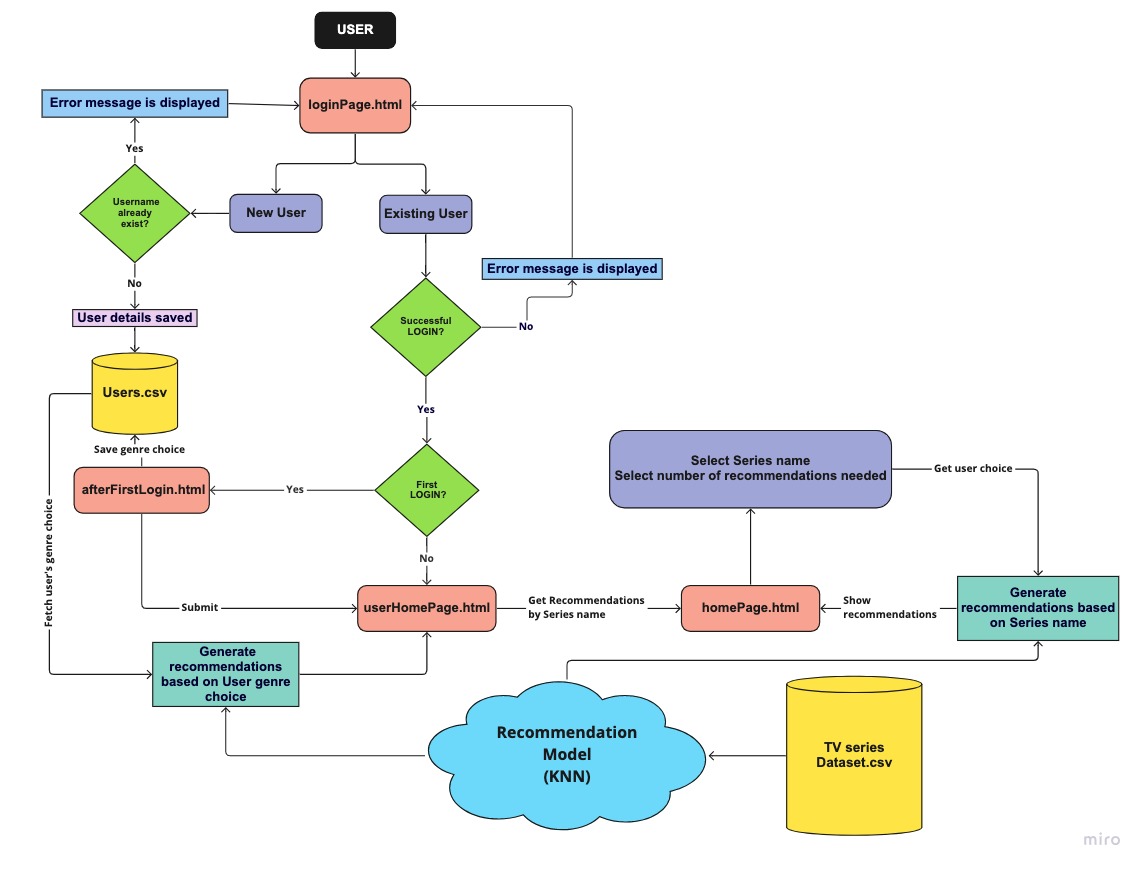 USER
Error message is displayed
loginPage.html
Yes
Username
already
exist?
New User
Existing User
Error message is displayed
No
User details saved
Successful
LOGIN?
No
Users.csv
Yes
Save genre choice
afterFirstLogin.html
Yes
First
LOGIN?
Select Series name
Select number of recommendations needed
Get user choice
Fetch user's genre choice
No
Submit
userHomePage.html
Get Recommendations
by Series name
homePage.html
Show
recommendations
Generate
recommendations based
on Series name
Generate
recommendations
based on User genre
choice
Recommendation
Model
(KNN)
TV series
Dataset.csv
miro